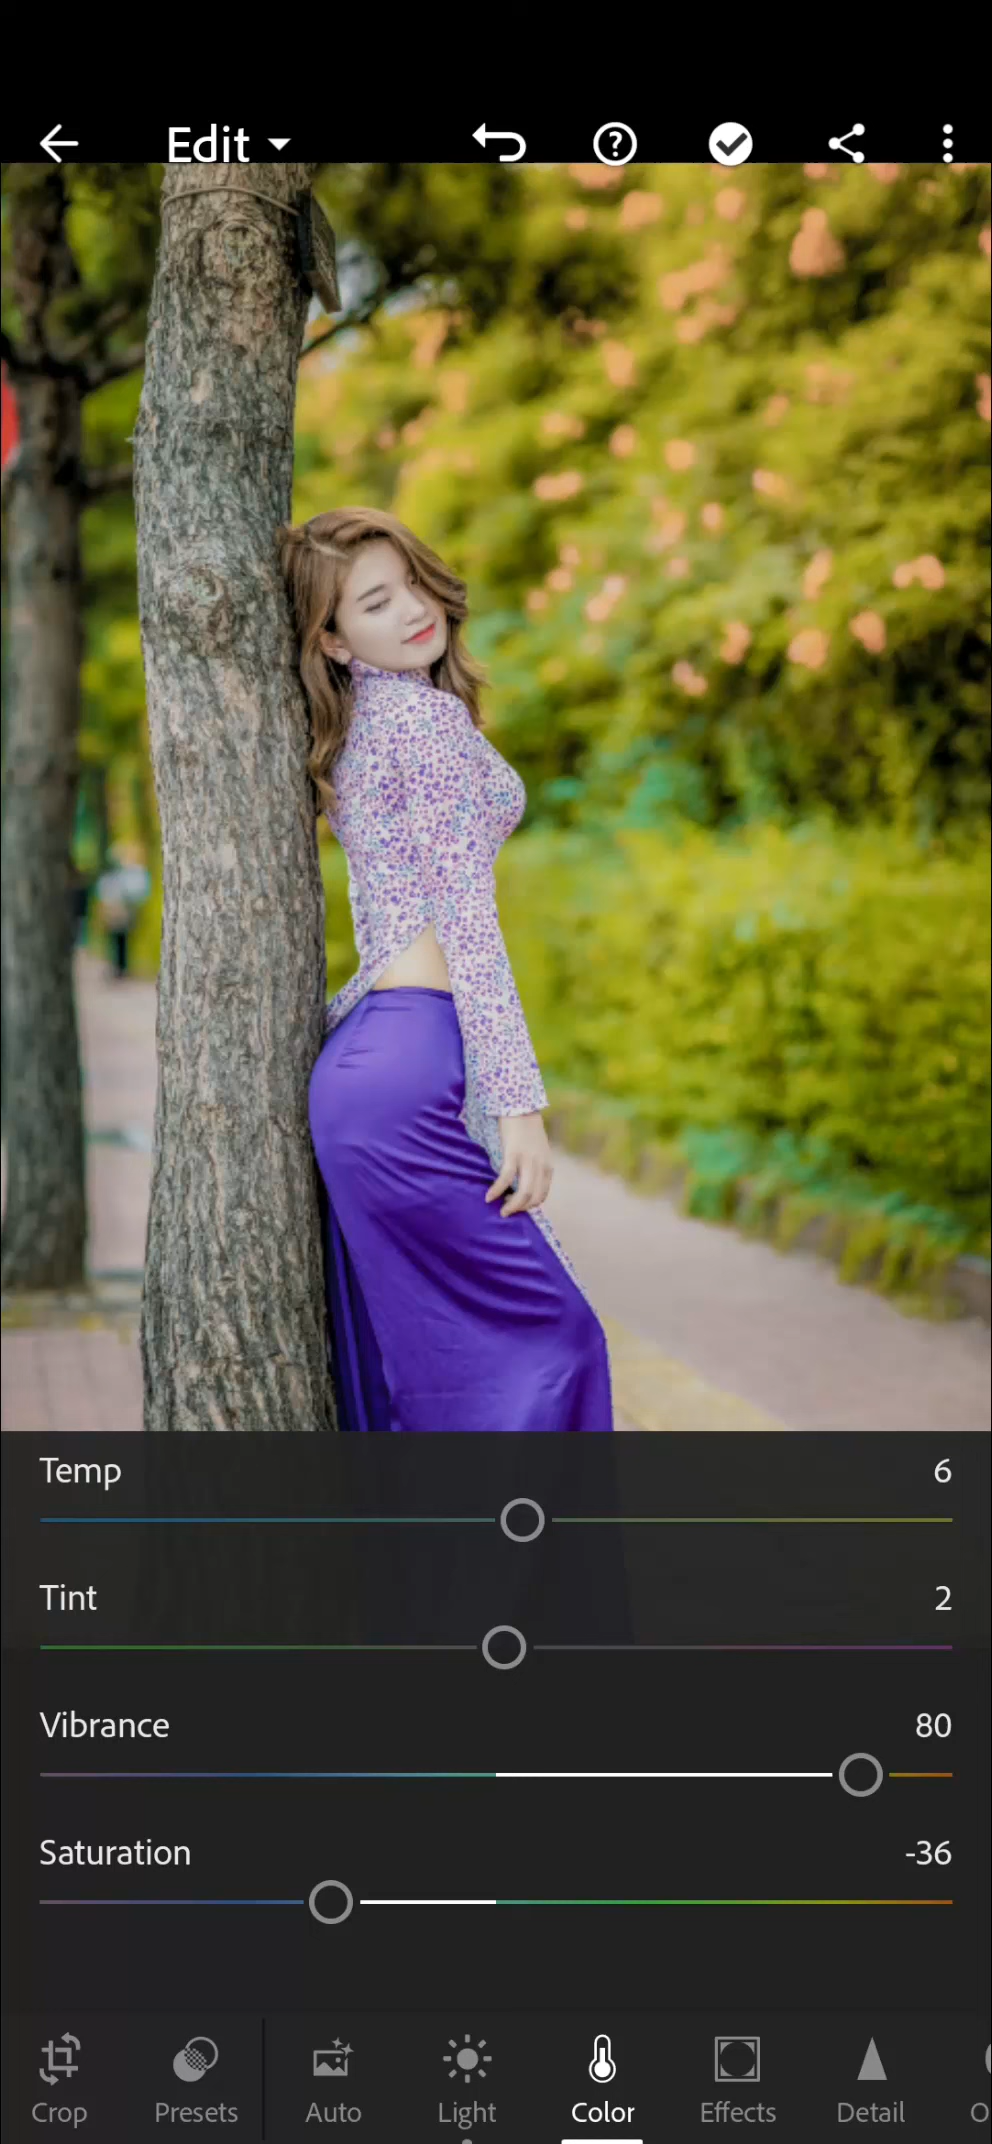 Edit
Temp 6
Tint 2
Vibrance 80
Saturation -36
Crop Presets Auto Light Color Effects Detail O